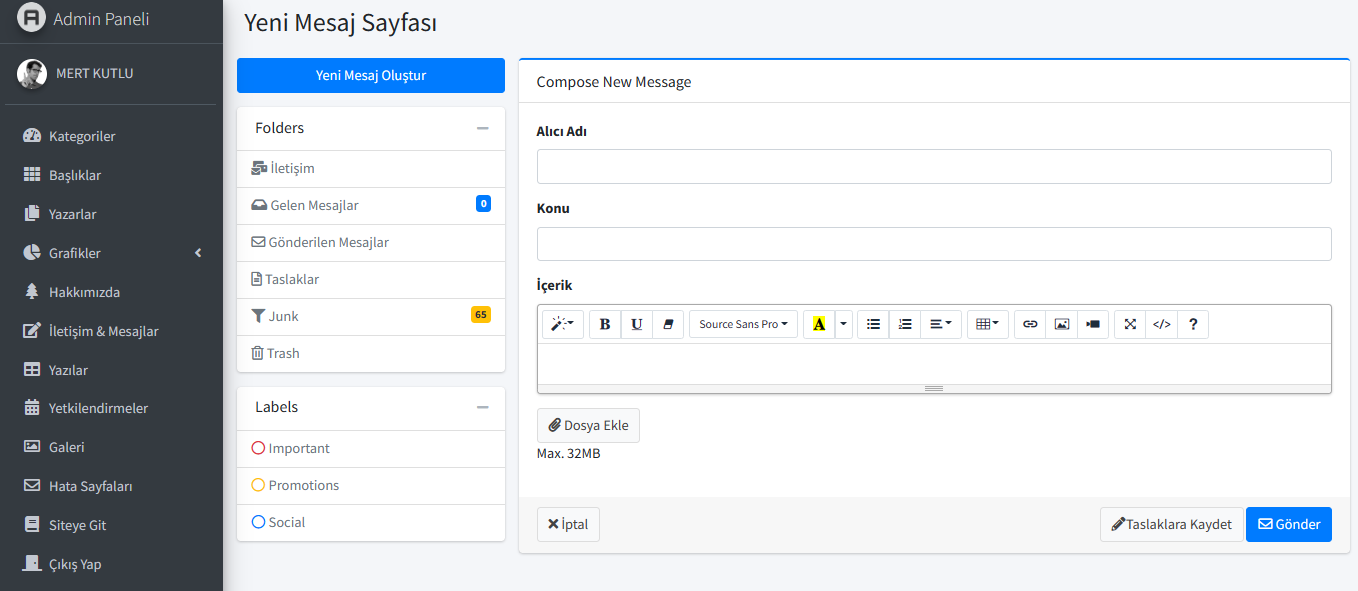 Admin Paneli
MERT KUTLU
Kategoriler
Başlıklar
Yazarlar
Grafikler
Hakkımızda
İletişim & Mesajlar
Yazılar
Yetkilendirmeler
Galeri
Hata Sayfaları
Siteye Git
Çıkış Yap
Yeni Mesaj Sayfası
Yeni Mesaj Oluştur
Folders
İletişim
Gelen Mesajlar 0
Gönderilen Mesajlar
Taslaklar
Junk 65
Trash
Labels
Important
Promotions
Social
Compose New Message
Alıcı Adı
Konu
İçerik
B U Source Sans Pro A </> ?
Dosya Ekle
Max. 32MB
İptal
Taslaklara Kaydet
Gönder